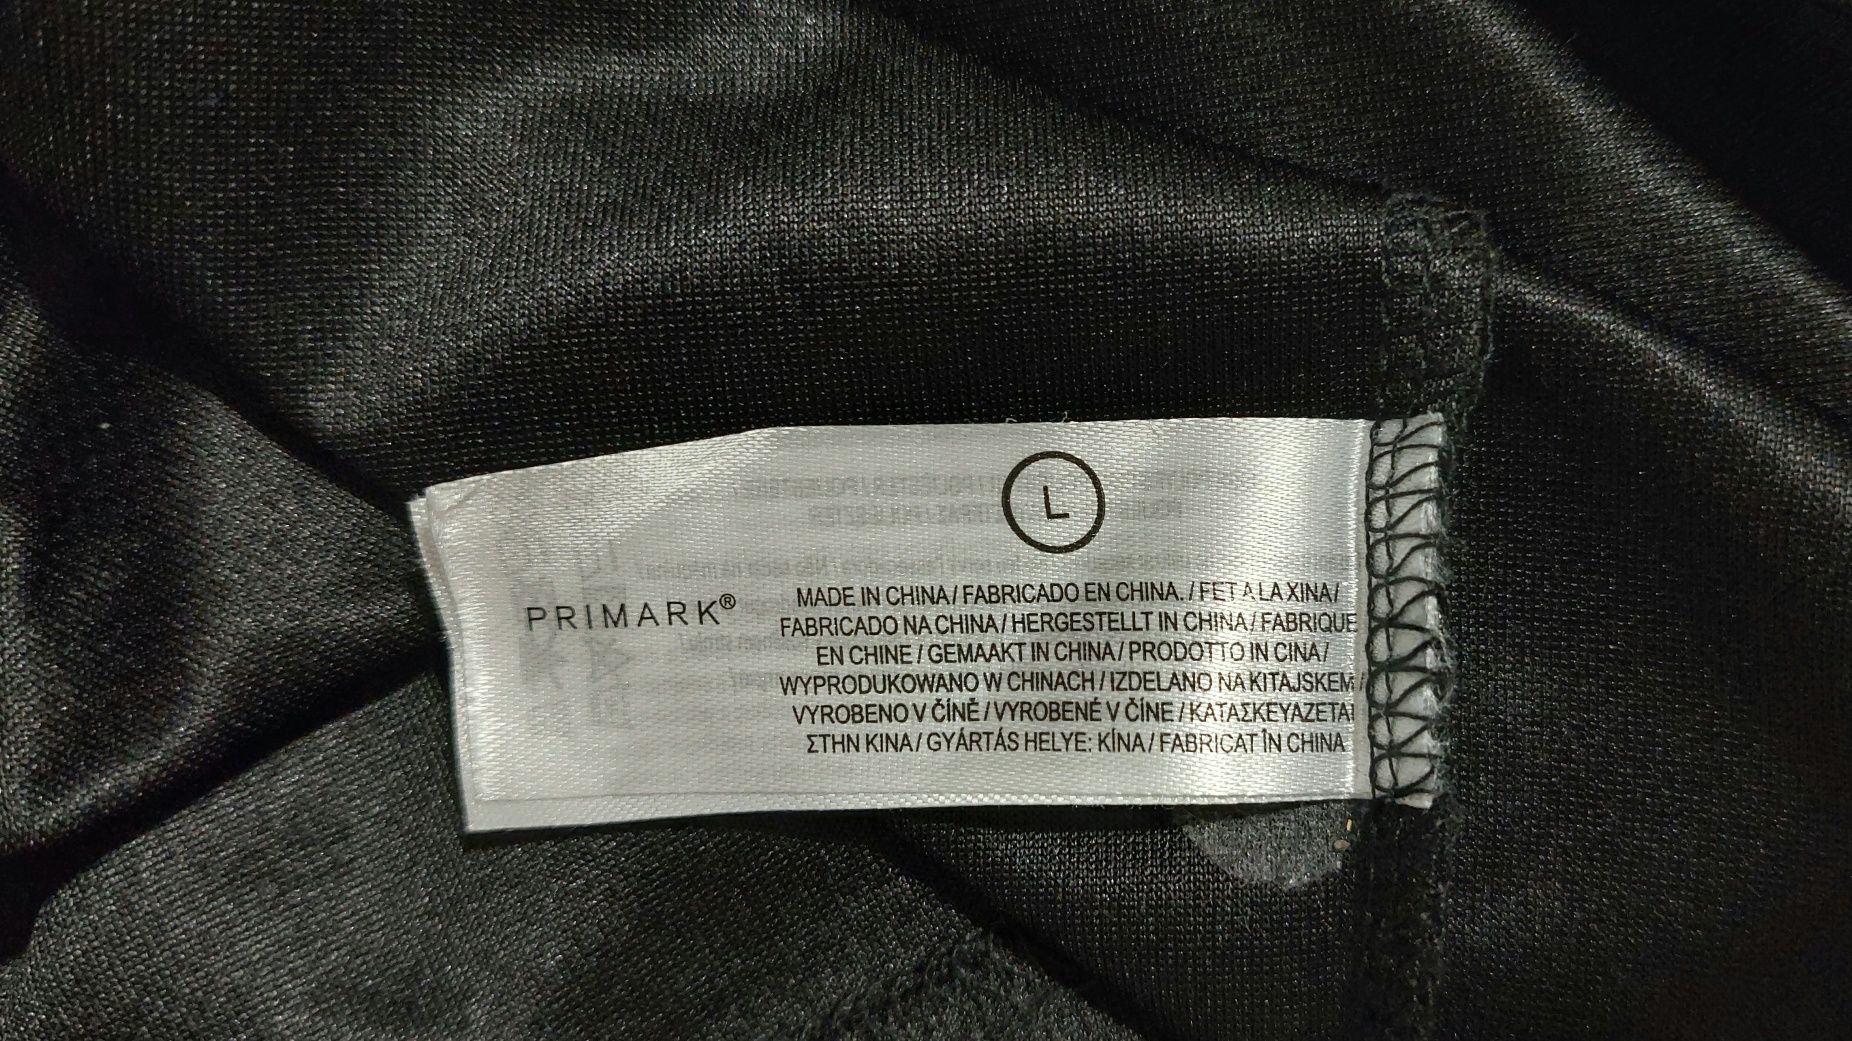 L
PRIMARK®
MADE IN CHINA / FABRICADO EN CHINA. / FET A LA XINA /
FABRICADO NA CHINA / HERGESTELLT IN CHINA / FABRIQUE
EN CHINE / GEMAAKT IN CHINA / PRODOTTO IN CINA /
WYPRODUKOWANO W CHINACH / IZDELANO NA KITAJSKEM /
VYROBENO V ČÍNĚ / VYROBENÉ V ČÍNE / ΚΑΤΑΣΚΕΥΑΖΕΤΑΙ
ΣΤΗΝ ΚΙΝΑ / GYÁRTÁS HELYE: KÍNA / FABRICAT ÎN CHINA